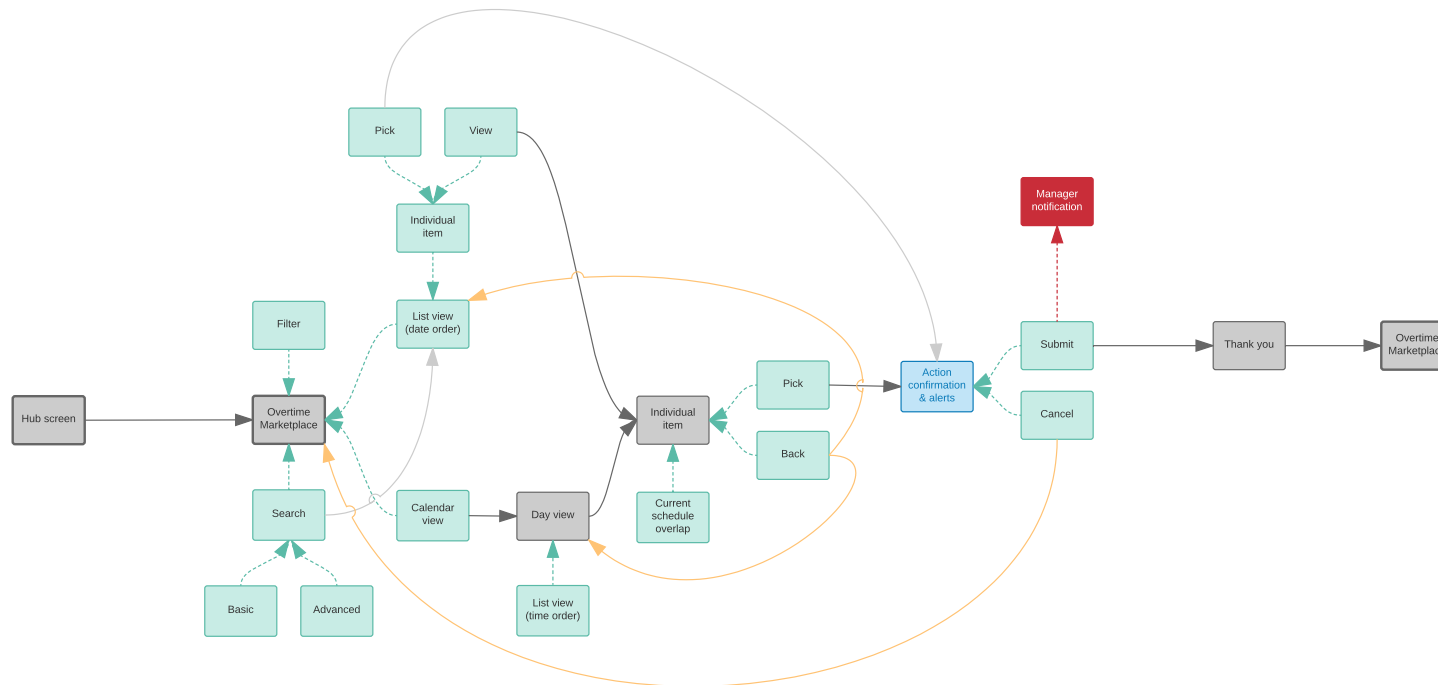 Pick
View
Manager
notification
Individual
item
Filter
List view
(date order)
Submit
Thank you
Overtime
Action
confirmation
& alerts
Pick
Hub screen
Overtime
Marketplace
Individual
item
Cancel
Back
Search
Calendar
view
Day view
Current
schedule
overlap
Basic
Advanced
List view
(time order)